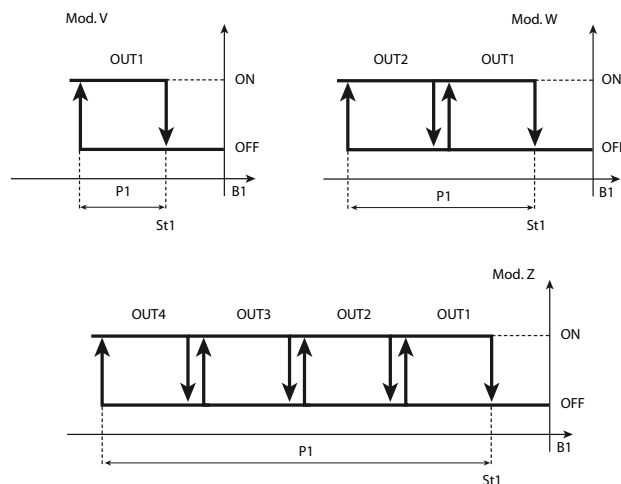 Mod. V
OUT1
ON
OFF
P1
B1
St1
Mod. W
OUT2 OUT1
ON
OFF
P1
B1
St1
Mod. Z
OUT4 OUT3 OUT2 OUT1
ON
OFF
P1
B1
St1